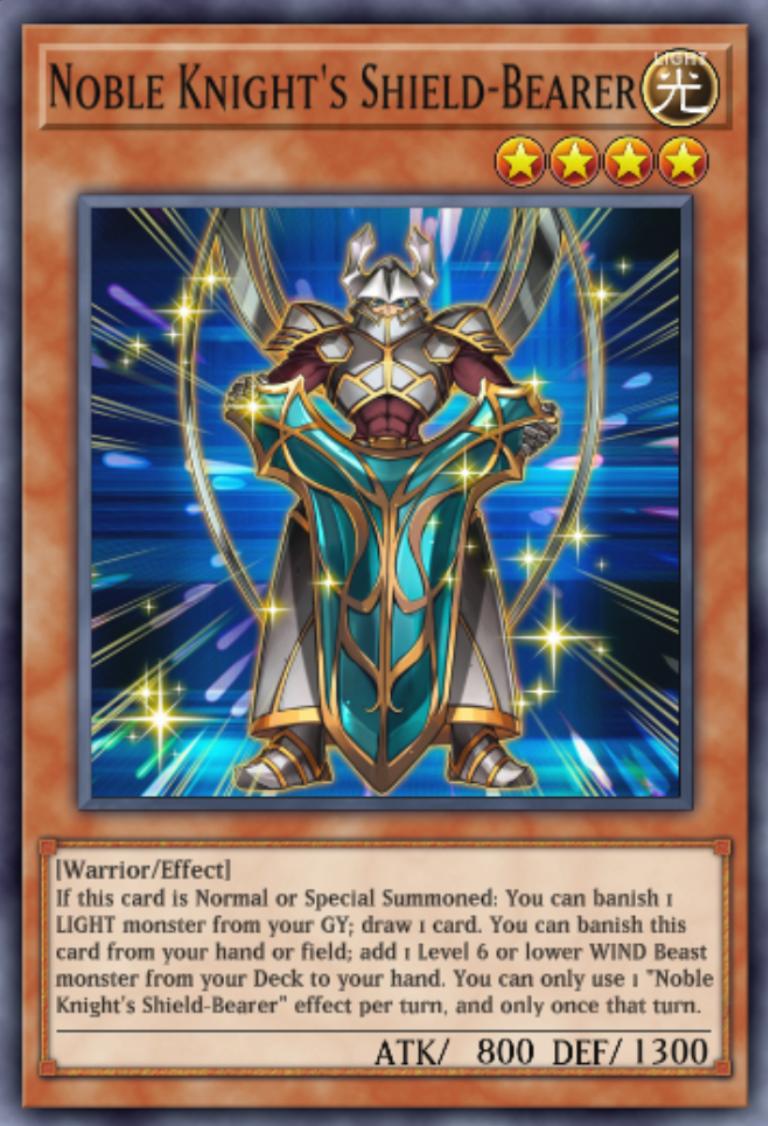 Noble Knight's Shield-Bearer
LIGHT
光
[Warrior/Effect]
If this card is Normal or Special Summoned: You can banish 1
LIGHT monster from your GY; draw 1 card. You can banish this
card from your hand or field; add 1 Level 6 or lower WIND Beast
monster from your Deck to your hand. You can only use 1 "Noble
Knight's Shield-Bearer" effect per turn, and only once that turn.
ATK/ 800 DEF/ 1300